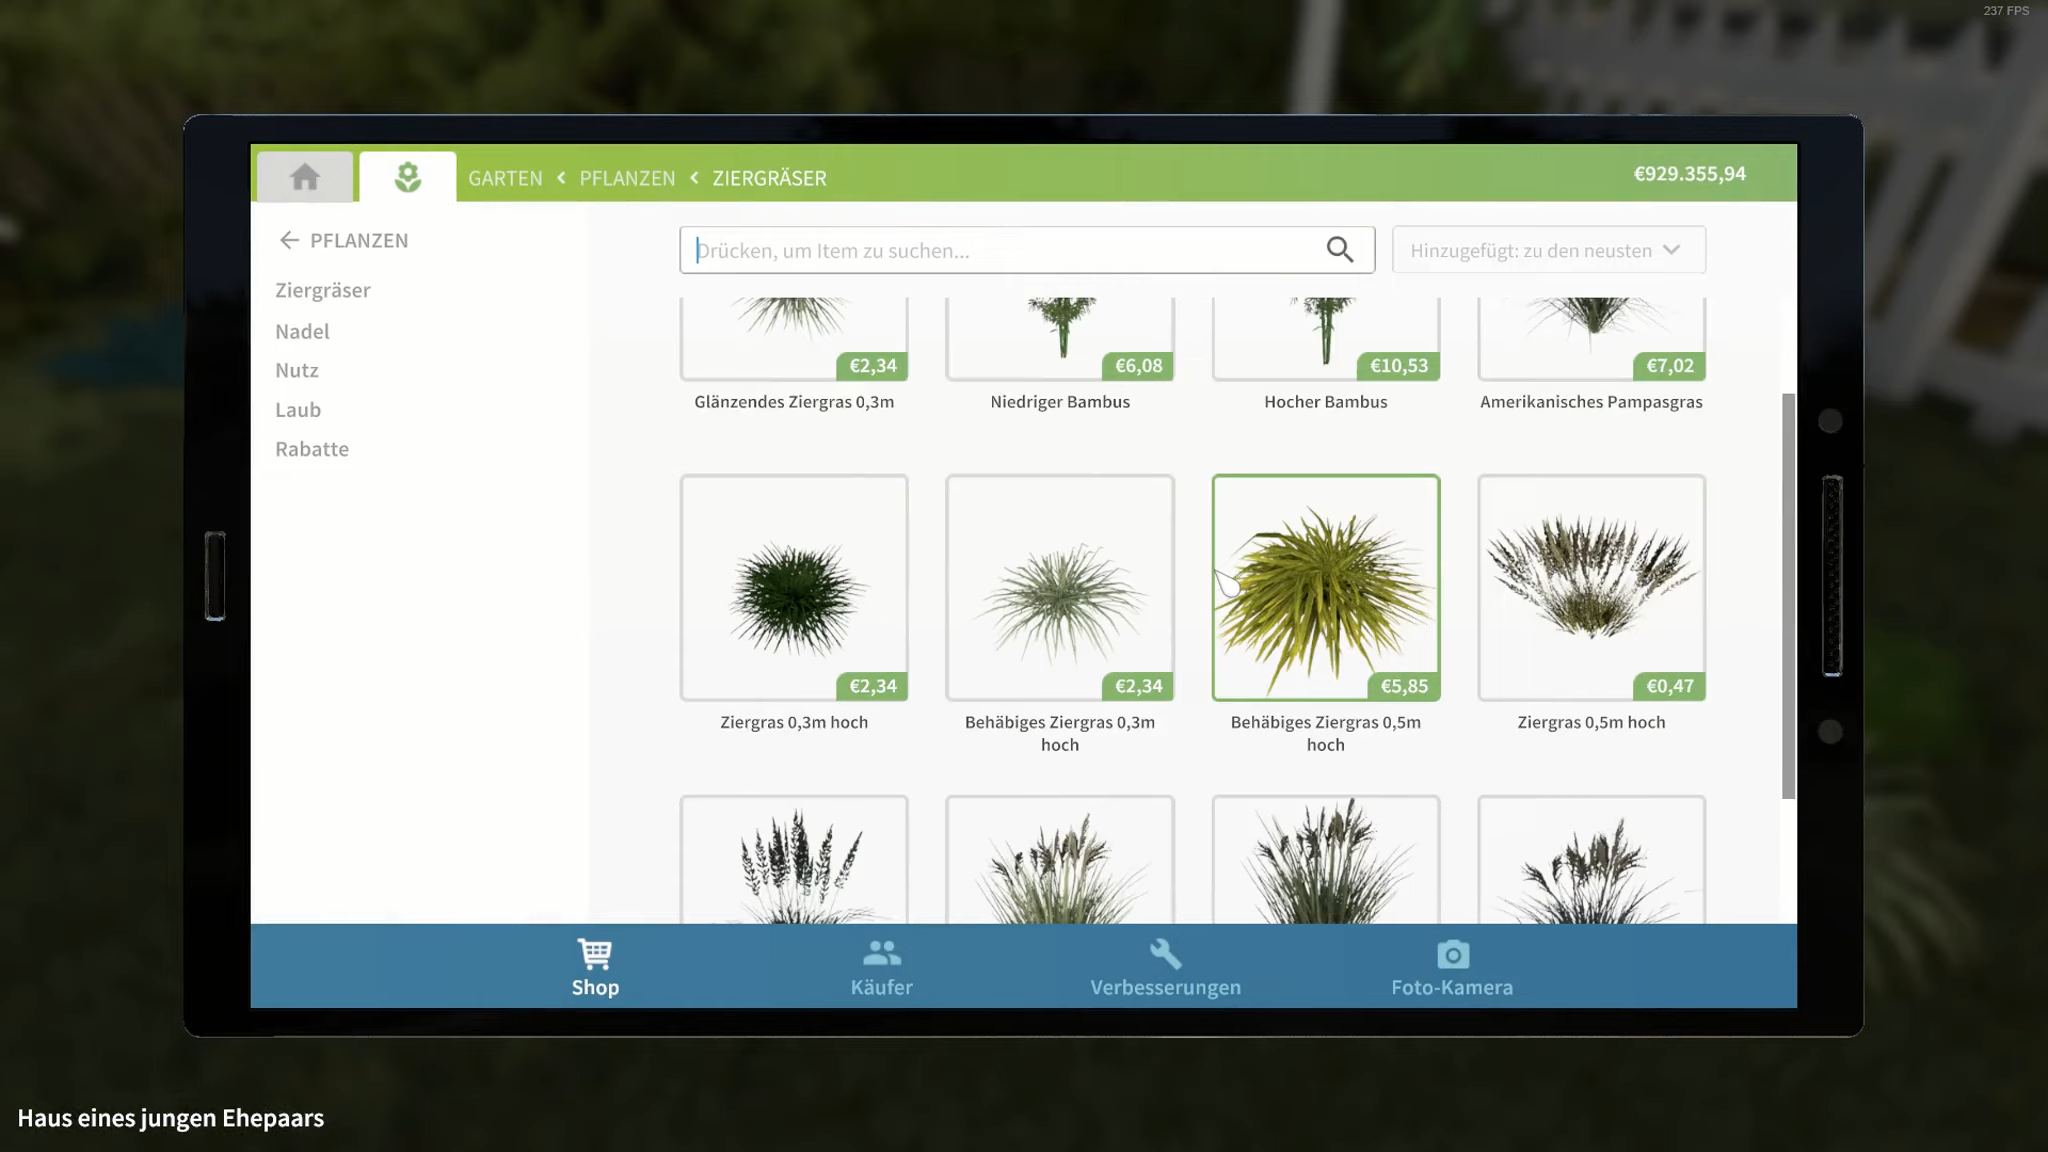 237 FPS
GARTEN < PFLANZEN < ZIERGRÄSER
€929.355,94
PFLANZEN
Ziergräser
Nadel
Nutz
Laub
Rabatte
Drücken, um Item zu suchen...
Hinzugefügt: zu den neusten
€2,34
€6,08
€10,53
€7,02
Glänzendes Ziergras 0,3m
Niedriger Bambus
Hocher Bambus
Amerikanisches Pampasgras
€2,34
€2,34
€5,85
€0,47
Ziergras 0,3m hoch
Behäbiges Ziergras 0,3m
hoch
Behäbiges Ziergras 0,5m
hoch
Ziergras 0,5m hoch
Shop
Käufer
Verbesserungen
Foto-Kamera
Haus eines jungen Ehepaars